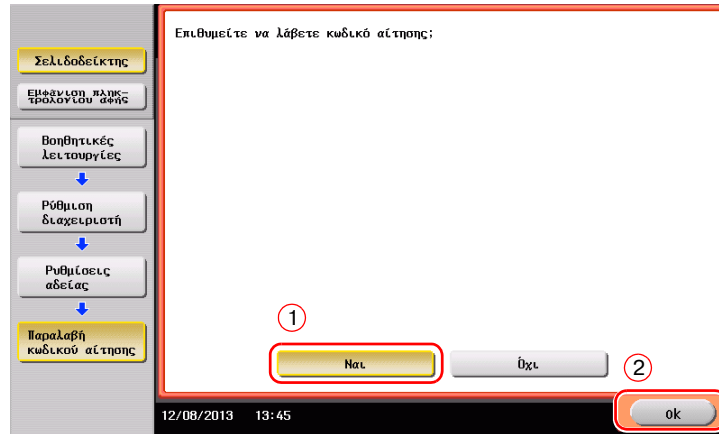 Επιθυμείτε να λάβετε κωδικό αίτησης;
Σελιδοδείκτης
Εμφάνιση πληκ-
τρολογίου αφής
Βοηθητικές
λειτουργίες
Ρύθμιση
διαχειριστή
Ρυθμίσεις
αδείας
Παραλαβή
κωδικού αίτησης
1
Ναι
Όχι
2
12/08/2013 13:45
ok